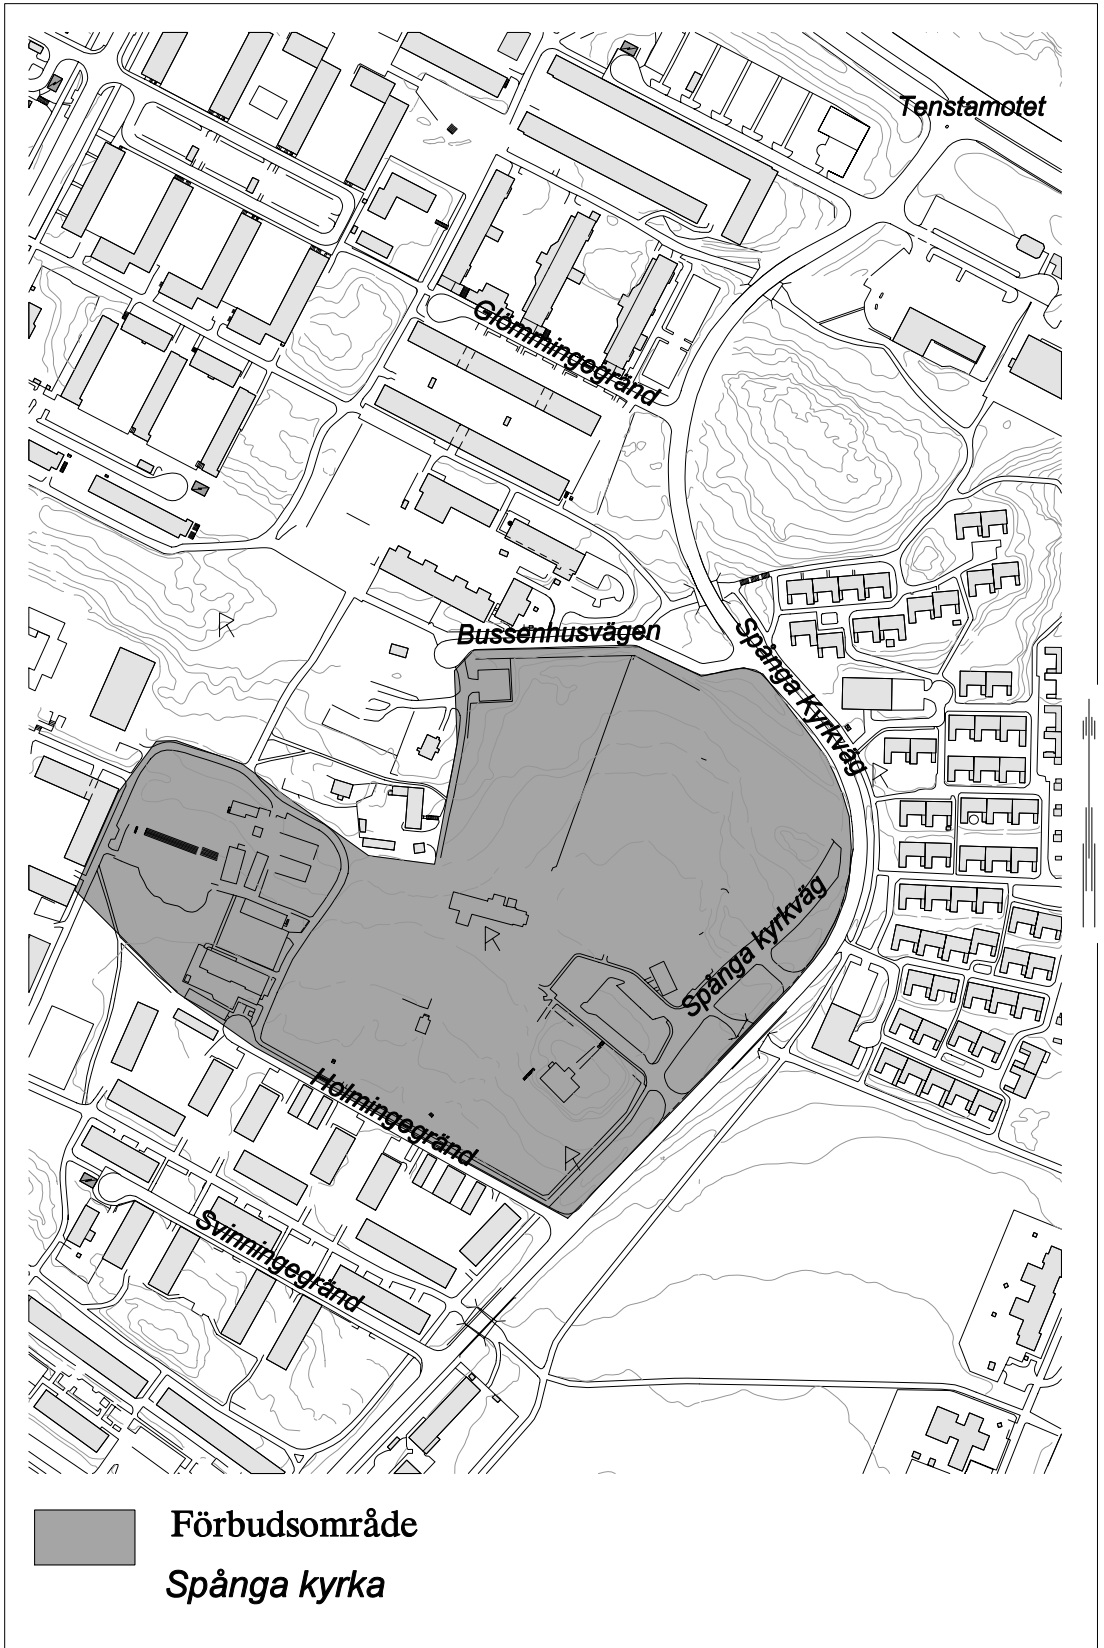 Tenstamotet
Glömmingegränd
Bussenhusvägen
Spånga Kyrkväg
Spånga kyrkväg
Holmingegränd
Svinningegränd
Förbudsområde
Spånga kyrka